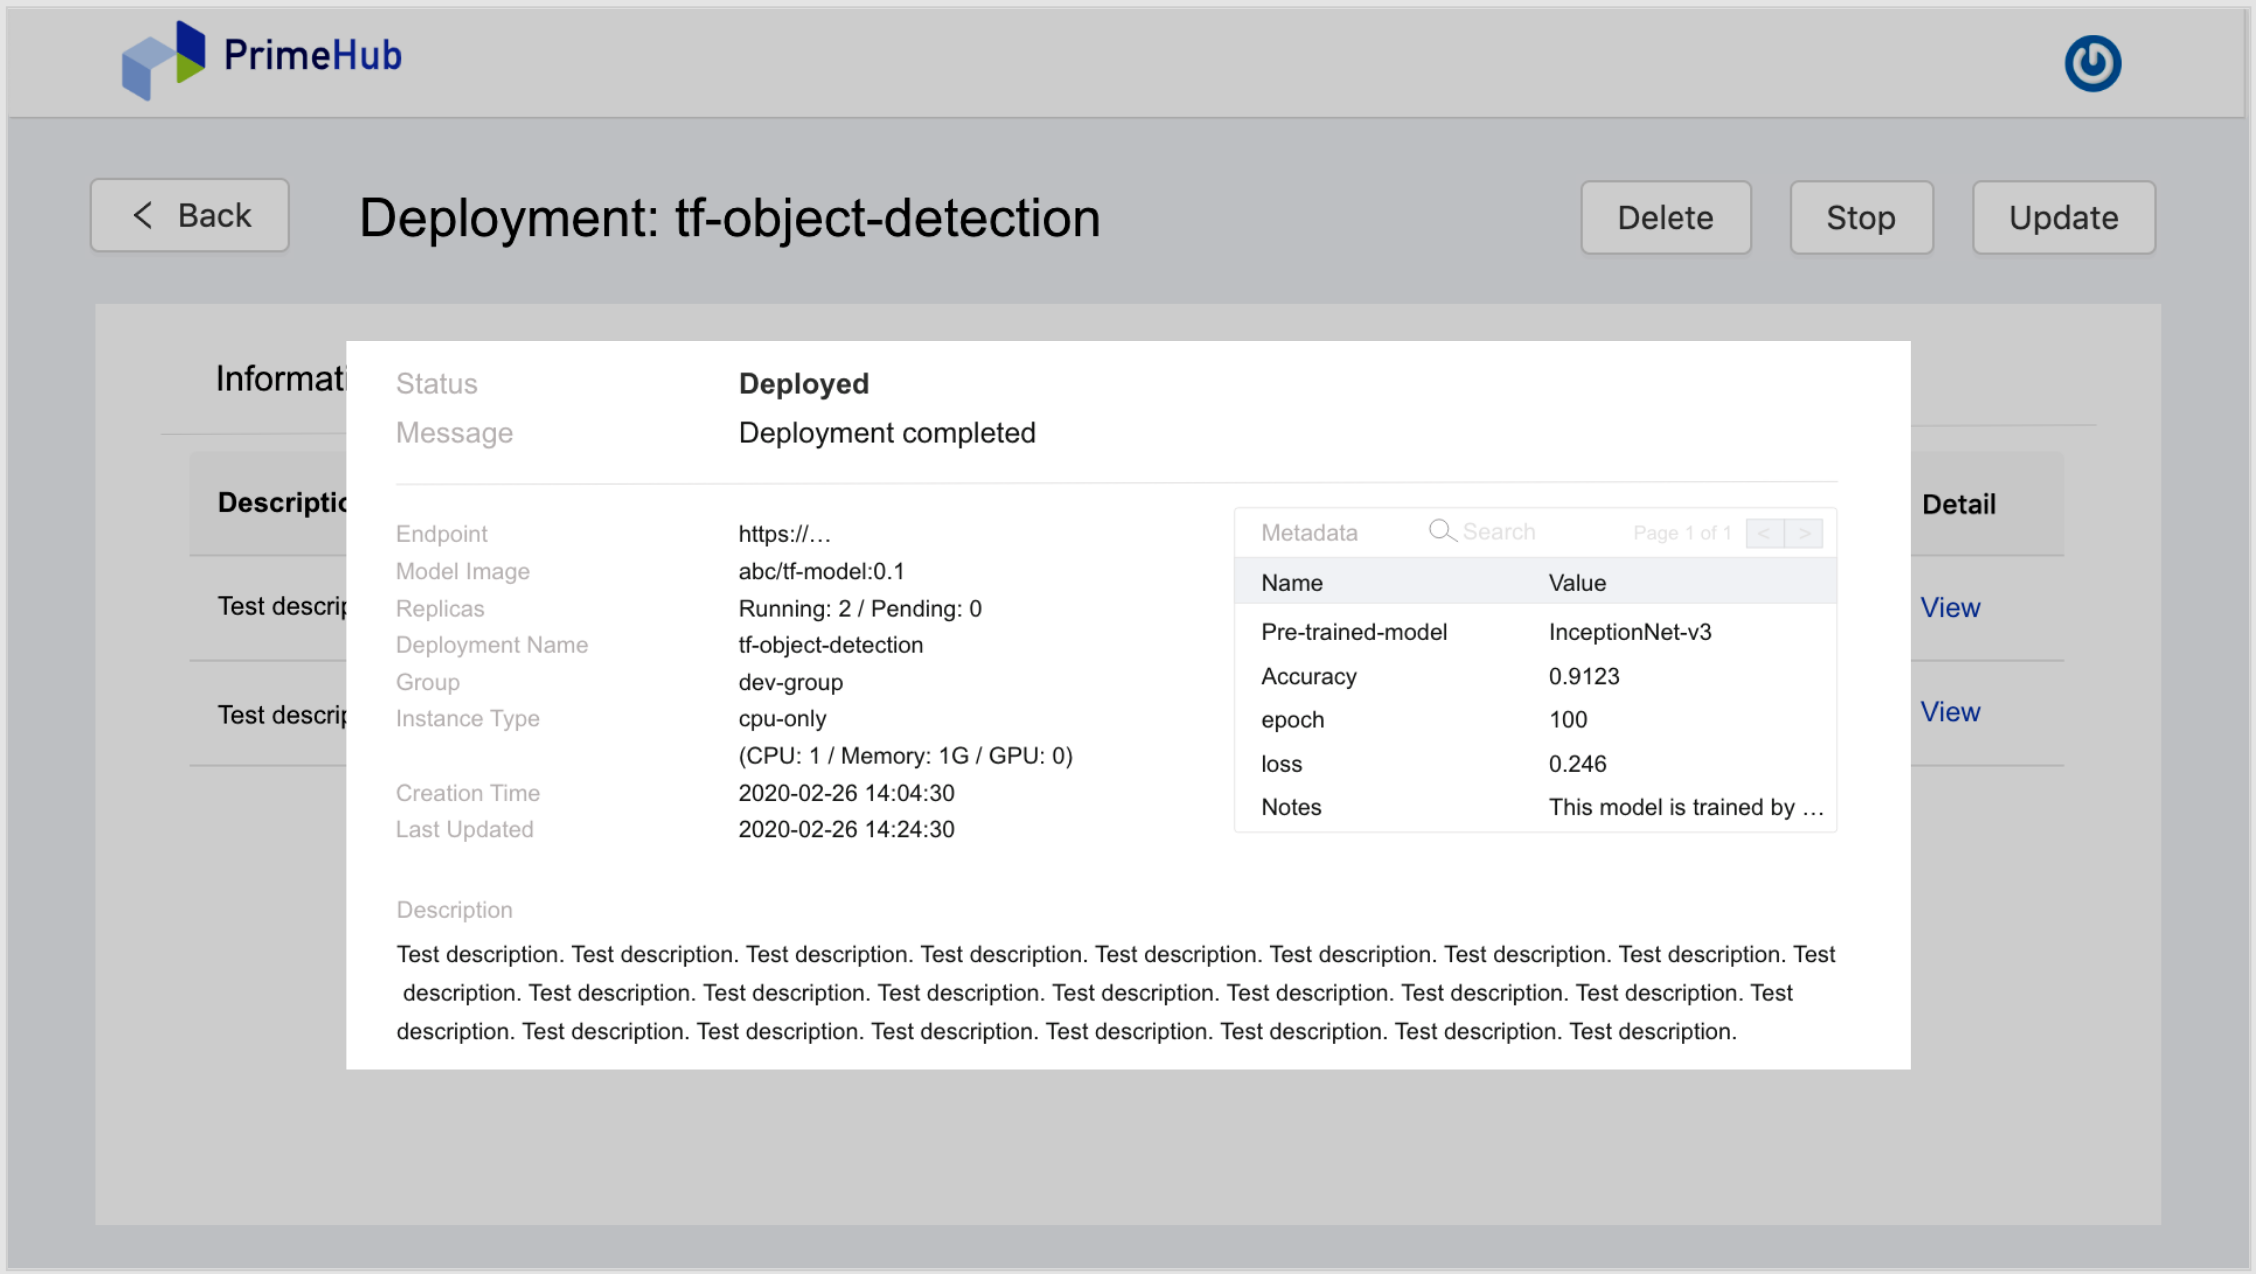 PrimeHub
< Back
Deployment: tf-object-detection
Delete
Stop
Update
Informati
Descriptio
Detail
Test descrip
View
Test descrip
View
Status Deployed
Message Deployment completed
Endpoint https://…
Model Image abc/tf-model:0.1
Replicas Running: 2 / Pending: 0
Deployment Name tf-object-detection
Group dev-group
Instance Type cpu-only
(CPU: 1 / Memory: 1G / GPU: 0)
Creation Time 2020-02-26 14:04:30
Last Updated 2020-02-26 14:24:30
Metadata Search Page 1 of 1 < >
Name Value
Pre-trained-model InceptionNet-v3
Accuracy 0.9123
epoch 100
loss 0.246
Notes This model is trained by …
Description
Test description. Test description. Test description. Test description. Test description. Test description. Test description. Test description. Test
description. Test description. Test description. Test description. Test description. Test description. Test description. Test description. Test
description. Test description. Test description. Test description. Test description. Test description. Test description. Test description.